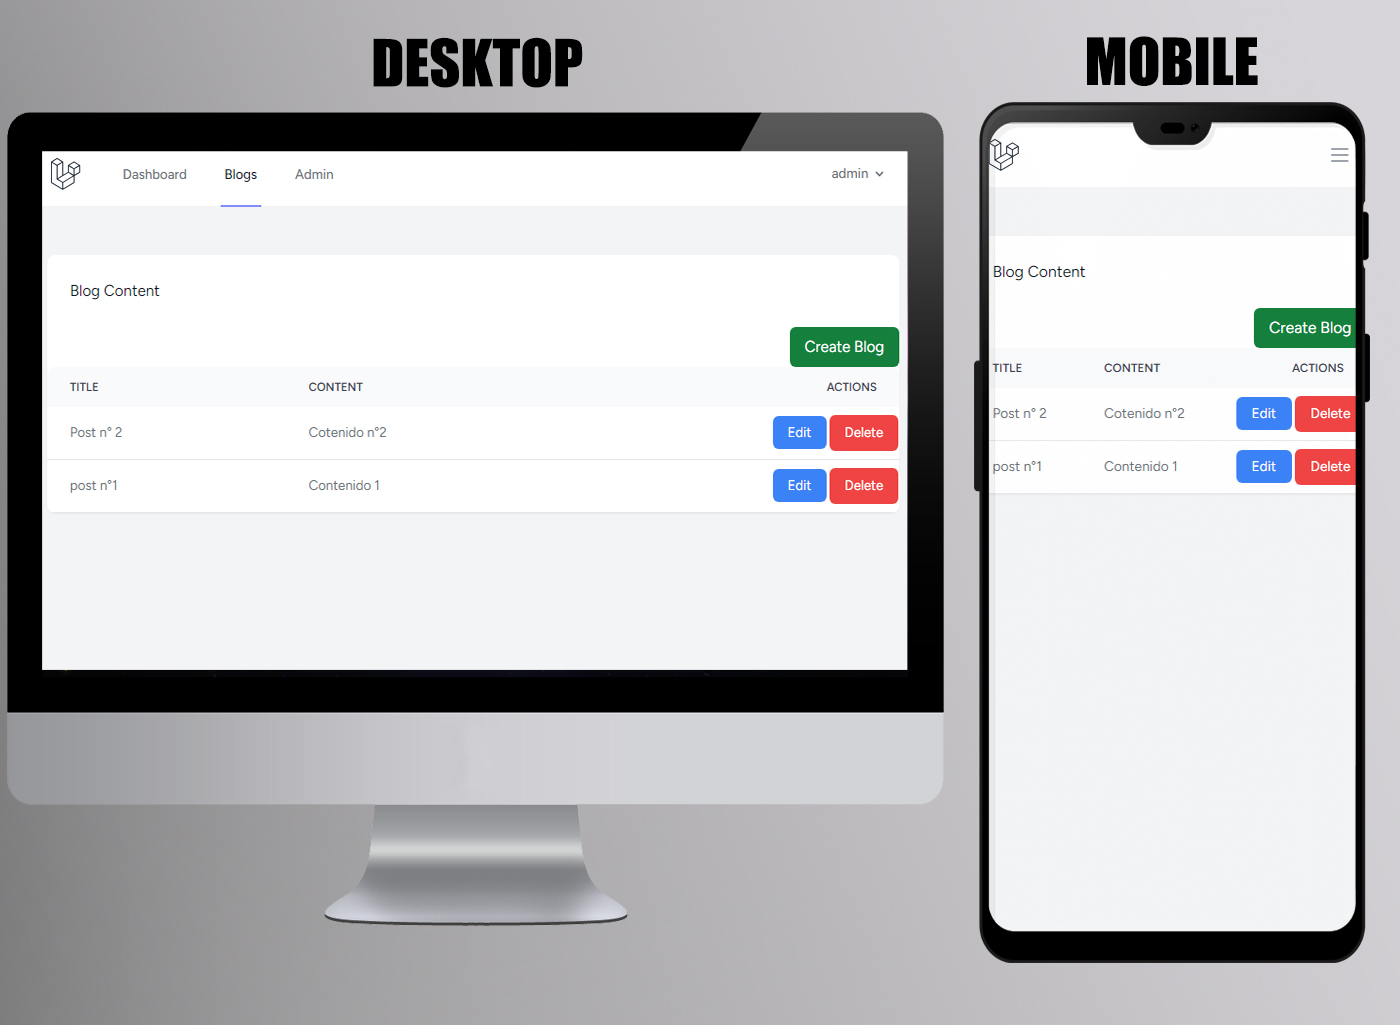 DESKTOP
Dashboard Blogs Admin admin
Blog Content
Create Blog
TITLE CONTENT ACTIONS
Post n° 2 Cotenido n°2 Edit Delete
post n°1 Contenido 1 Edit Delete
MOBILE
Blog Content
Create Blog
TITLE CONTENT ACTIONS
Post n° 2 Cotenido n°2 Edit Delete
post n°1 Contenido 1 Edit Delete